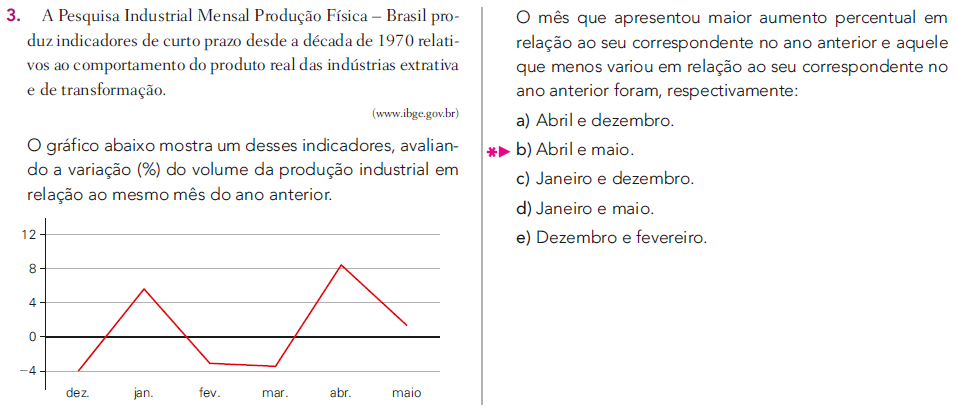 3. A Pesquisa Industrial Mensal Produção Física – Brasil pro-
duz indicadores de curto prazo desde a década de 1970 relati-
vos ao comportamento do produto real das indústrias extrativa
e de transformação.
(www.ibge.gov.br)
O gráfico abaixo mostra um desses indicadores, avalian-
do a variação (%) do volume da produção industrial em
relação ao mesmo mês do ano anterior.
12
8
4
0
−4
dez. jan. fev. mar. abr. maio
O mês que apresentou maior aumento percentual em
relação ao seu correspondente no ano anterior e aquele
que menos variou em relação ao seu correspondente no
ano anterior foram, respectivamente:
a) Abril e dezembro.
b) Abril e maio.
c) Janeiro e dezembro.
d) Janeiro e maio.
e) Dezembro e fevereiro.